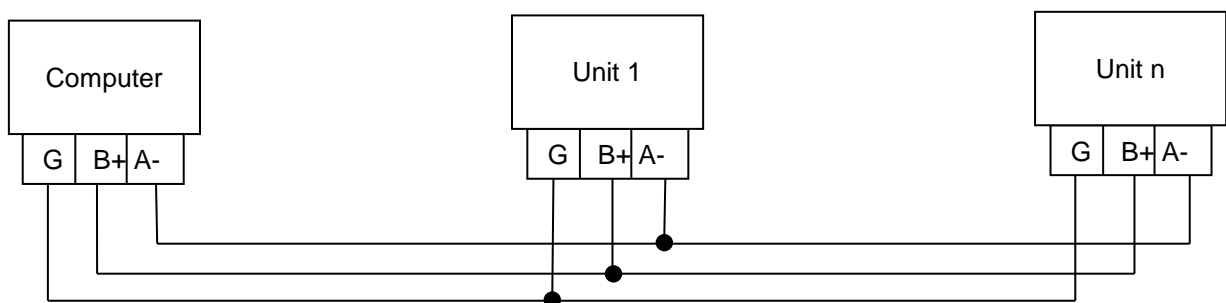 Computer
G B+ A-
Unit 1
G B+ A-
Unit n
G B+ A-